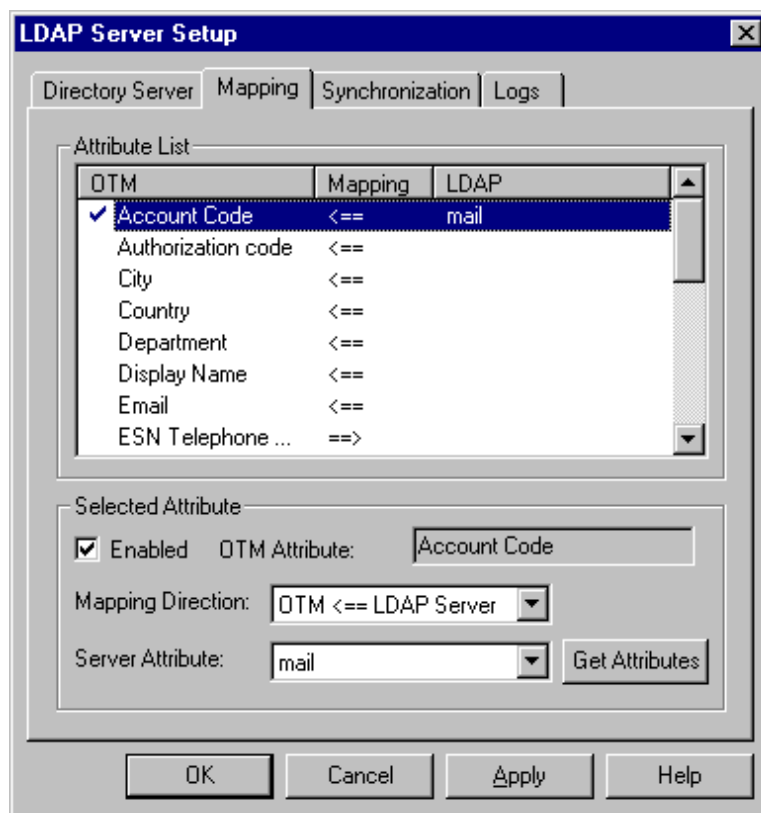 LDAP Server Setup
Directory Server Mapping Synchronization Logs
Attribute List
OTM Mapping LDAP
Account Code <== mail
Authorization code <==
City <==
Country <==
Department <==
Display Name <==
Email <==
ESN Telephone ... ==>
Selected Attribute
Enabled OTM Attribute: Account Code
Mapping Direction: OTM <== LDAP Server
Server Attribute: mail Get Attributes
OK Cancel Apply Help